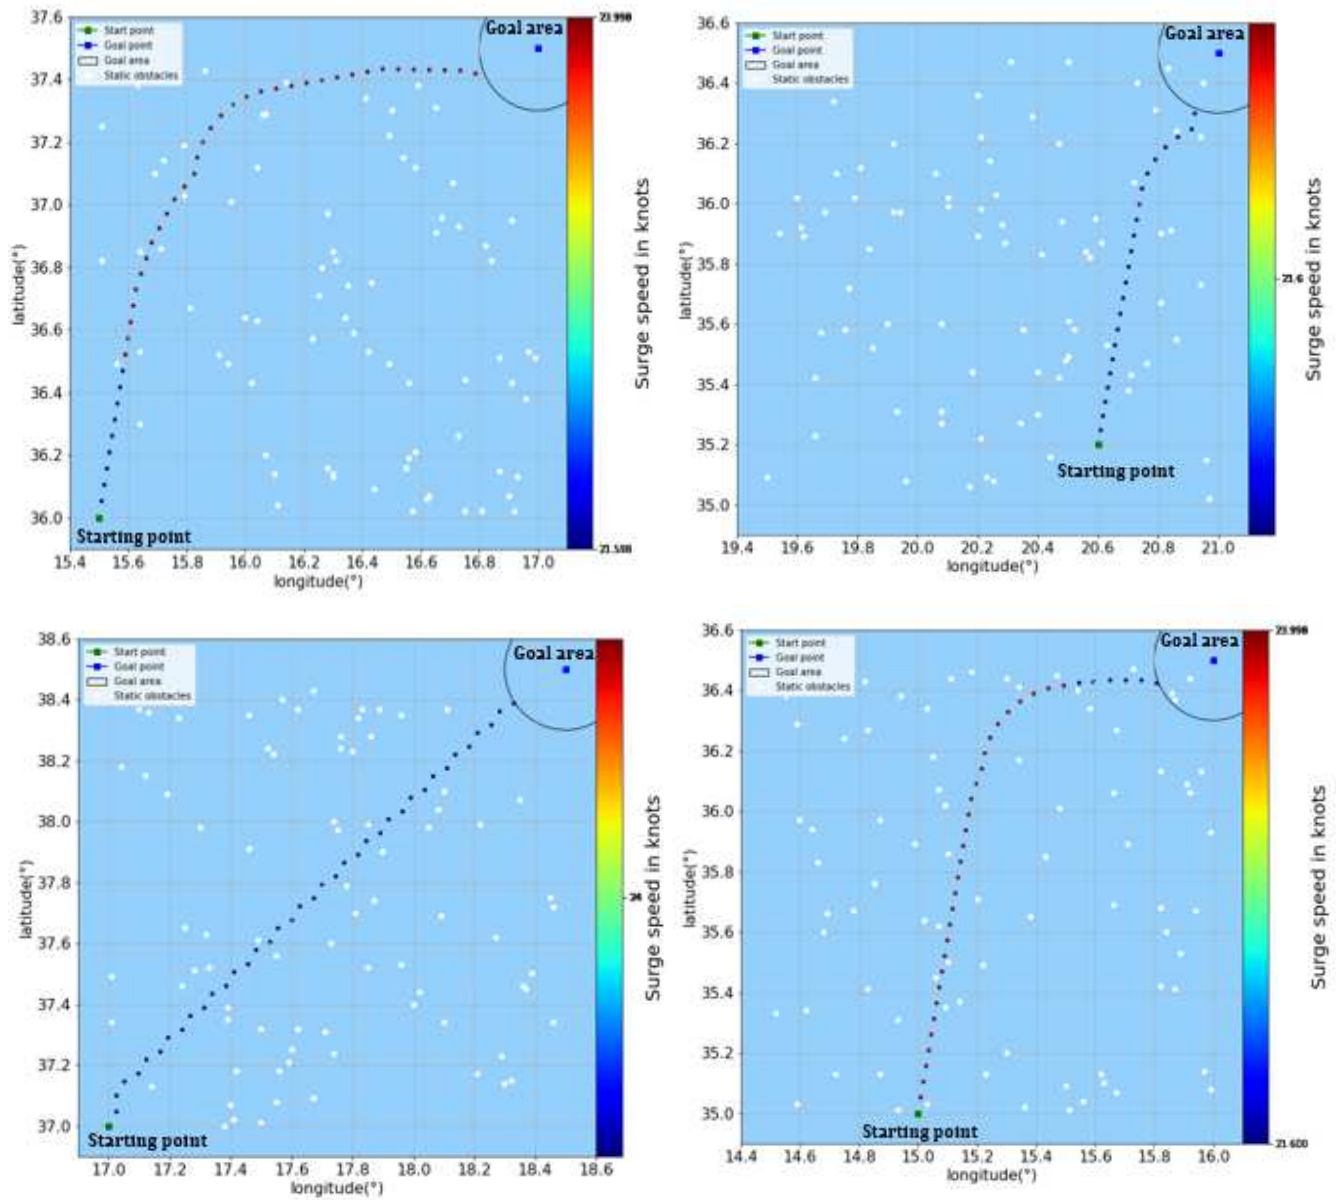 37.6
37.4
37.2
37.0
36.8
36.6
36.4
36.2
36.0
latitude(°)
Start point
Goal point
Goal area
Static obstacles
Goal area
Starting point
15.4 15.6 15.8 16.0 16.2 16.4 16.6 16.8 17.0
longitude(°)
Surge speed in knots
36.6
36.4
36.2
36.0
35.8
35.6
35.4
35.2
35.0
latitude(°)
Start point
Goal point
Goal area
Static obstacles
Goal area
Starting point
19.4 19.6 19.8 20.0 20.2 20.4 20.6 20.8 21.0
longitude(°)
21.6
Surge speed in knots
38.6
38.4
38.2
38.0
37.8
37.6
37.4
37.2
37.0
latitude(°)
Start point
Goal point
Goal area
Static obstacles
Goal area
Starting point
17.0 17.2 17.4 17.6 17.8 18.0 18.2 18.4 18.6
longitude(°)
24
Surge speed in knots
36.6
36.4
36.2
36.0
35.8
35.6
35.4
35.2
35.0
latitude(°)
Start point
Goal point
Goal area
Static obstacles
Goal area
Starting point
14.4 14.6 14.8 15.0 15.2 15.4 15.6 15.8 16.0
longitude(°)
21.600
Surge speed in knots